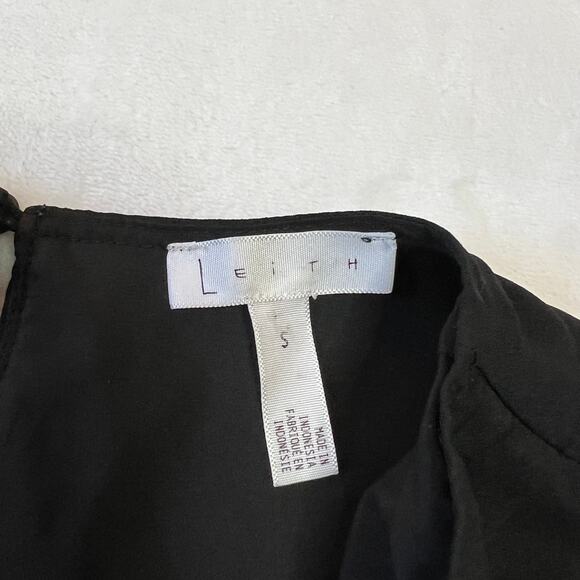 LEiTH
S
MADE IN
INDONESIA
FABRIQUÉ EN
INDONÉSIE